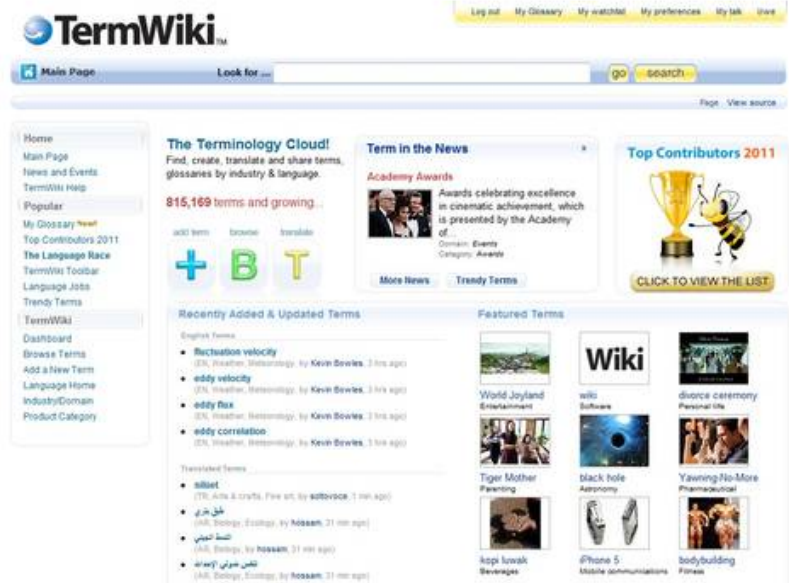 Log out My Glossary My watchlist My preferences My talk Uwe
TermWiki™
Main Page
Look for ...
go search
Page View source
Home
Main Page
News and Events
TermWiki Help
Popular
My Glossary New!
Top Contributors 2011
The Language Race
TermWiki Toolbar
Language Jobs
Trendy Terms
TermWiki
Dashboard
Browse Terms
Add a New Term
Language Home
Industry/Domain
Product Category
The Terminology Cloud!
Find, create, translate and share terms,
glossaries by industry & language.
815,169 terms and growing...
add term browse translate
B T
Term in the News
Academy Awards
Awards celebrating excellence
in cinematic achievement, which
is presented by the Academy
of...
Domain: Events
Category: Awards
More News Trendy Terms
Top Contributors 2011
CLICK TO VIEW THE LIST
Recently Added & Updated Terms
English Terms
fluctuation velocity
(EN, Weather, Meteorology, by Kevin Bowles, 3 hrs ago)
eddy velocity
(EN, Weather, Meteorology, by Kevin Bowles, 3 hrs ago)
eddy flux
(EN, Weather, Meteorology, by Kevin Bowles, 3 hrs ago)
eddy correlation
(EN, Weather, Meteorology, by Kevin Bowles, 3 hrs ago)
Translated Terms
(TR, Arts & crafts, Fine art, by sottovoce, 1 min ago)
(AR, Biology, Ecology, by hossam, 31 min ago)
(AR, Biology, by hossam, 31 min ago)
(AR, Biology, Ecology, by hossam, 31 min ago)
Featured Terms
Wiki
World Joyland wiki divorce ceremony
Entertainment Software Personal life
Tiger Mother black hole Yawning-No-More
Parenting Astronomy Pharmaceutical
kopi luwak iPhone 5 bodybuilding
Beverages Mobile communications Fitness